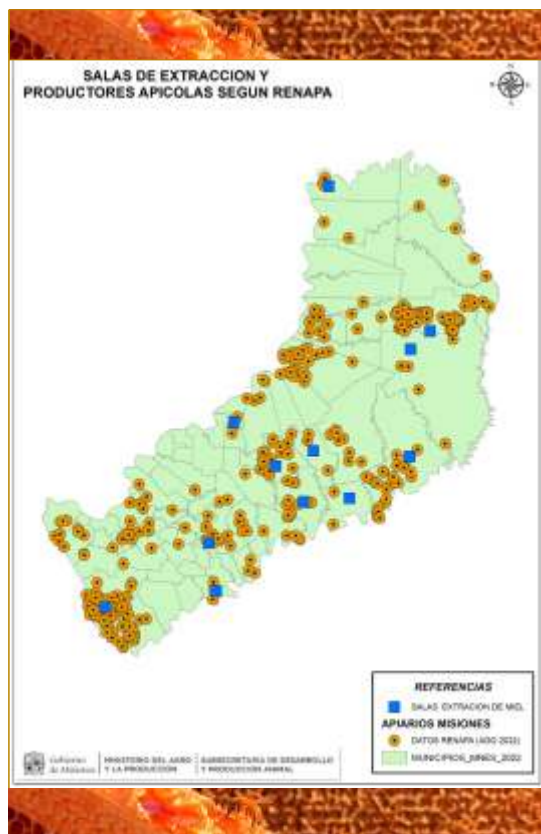 SALAS DE EXTRACCION Y
PRODUCTORES APICOLAS SEGUN RENAPA
N
REFERENCIAS
SALAS EXTRACION DE MIEL
APIARIOS MISIONES
DATOS RENAPA (AGO 2022)
MUNICIPIOS_MNES_2022
Gobierno
de Misiones
MINISTERIO DEL AGRO
Y LA PRODUCCIÓN
SUBSECRETARIA DE DESARROLLO
Y PRODUCCIÓN ANIMAL